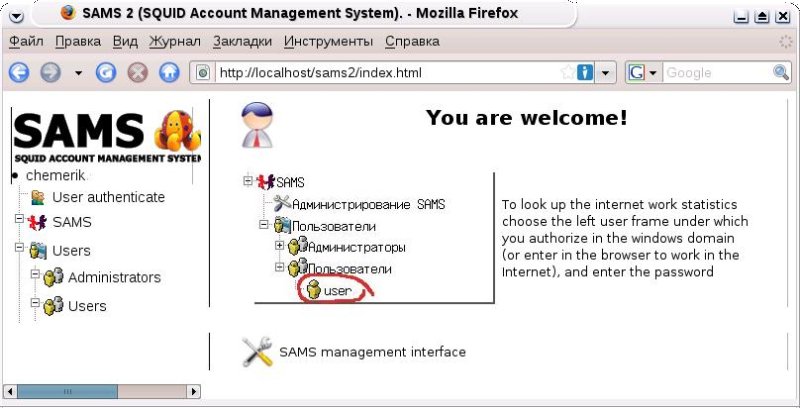 SAMS 2 (SQUID Account Management System). - Mozilla Firefox
Файл Правка Вид Журнал Закладки Инструменты Справка
http://localhost/sams2/index.html
G Google
SAMS
SQUID ACCOUNT MANAGEMENT SYSTEM
chemerik
User authenticate
SAMS
Users
Administrators
Users
You are welcome!
SAMS
Администрирование SAMS
Пользователи
Администраторы
Пользователи
user
To look up the internet work statistics
choose the left user frame under which
you authorize in the windows domain
(or enter in the browser to work in the
Internet), and enter the password
SAMS management interface